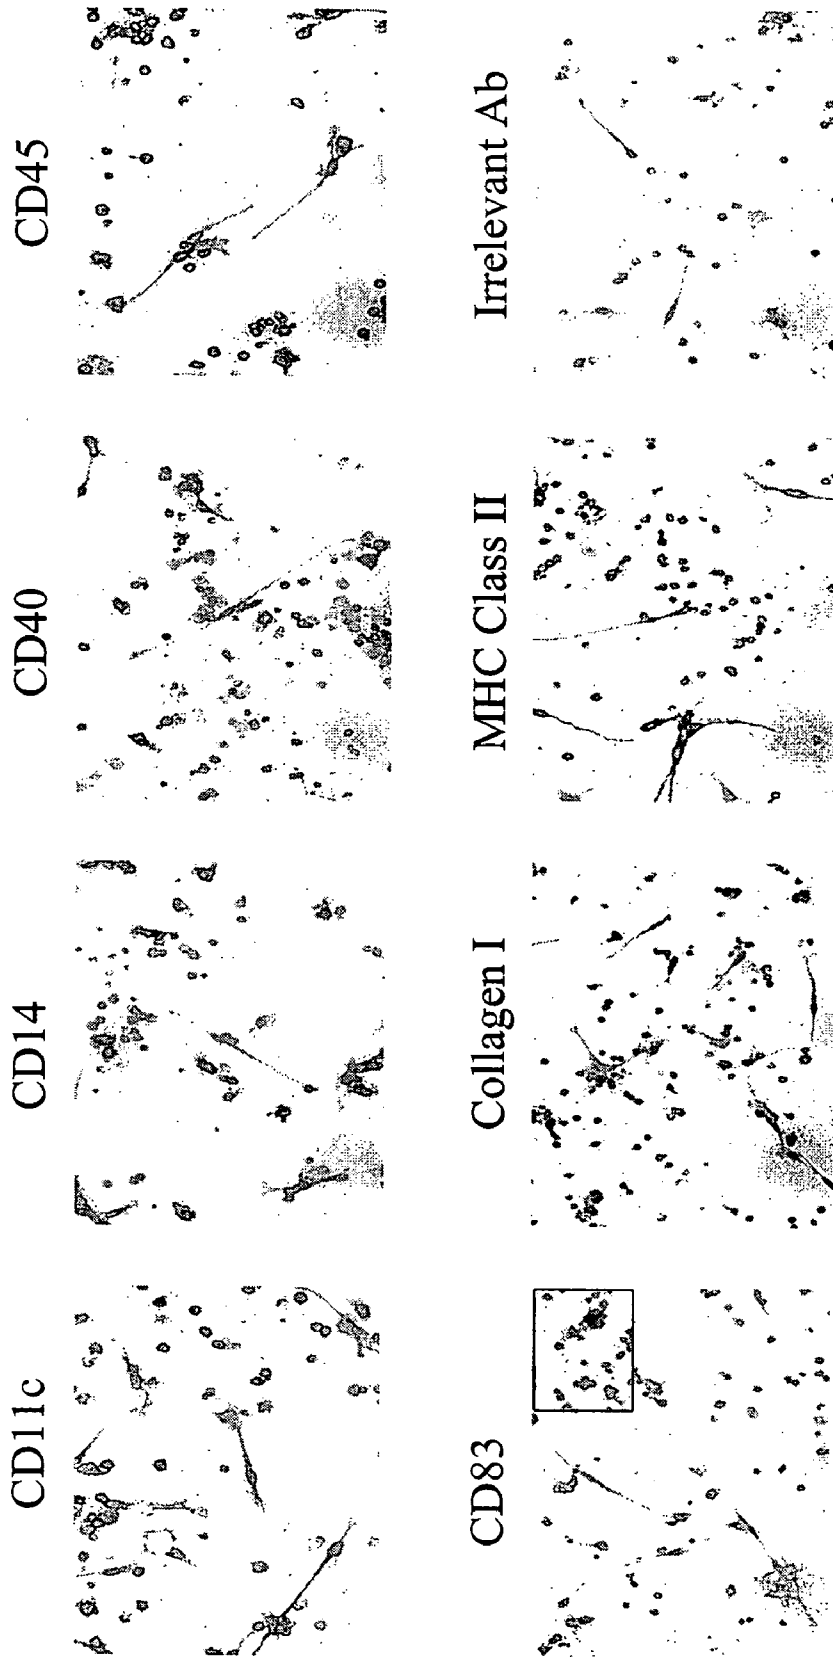 CD11c
CD14
CD40
CD45
CD83
Collagen I
MHC Class II
Irrelevant Ab